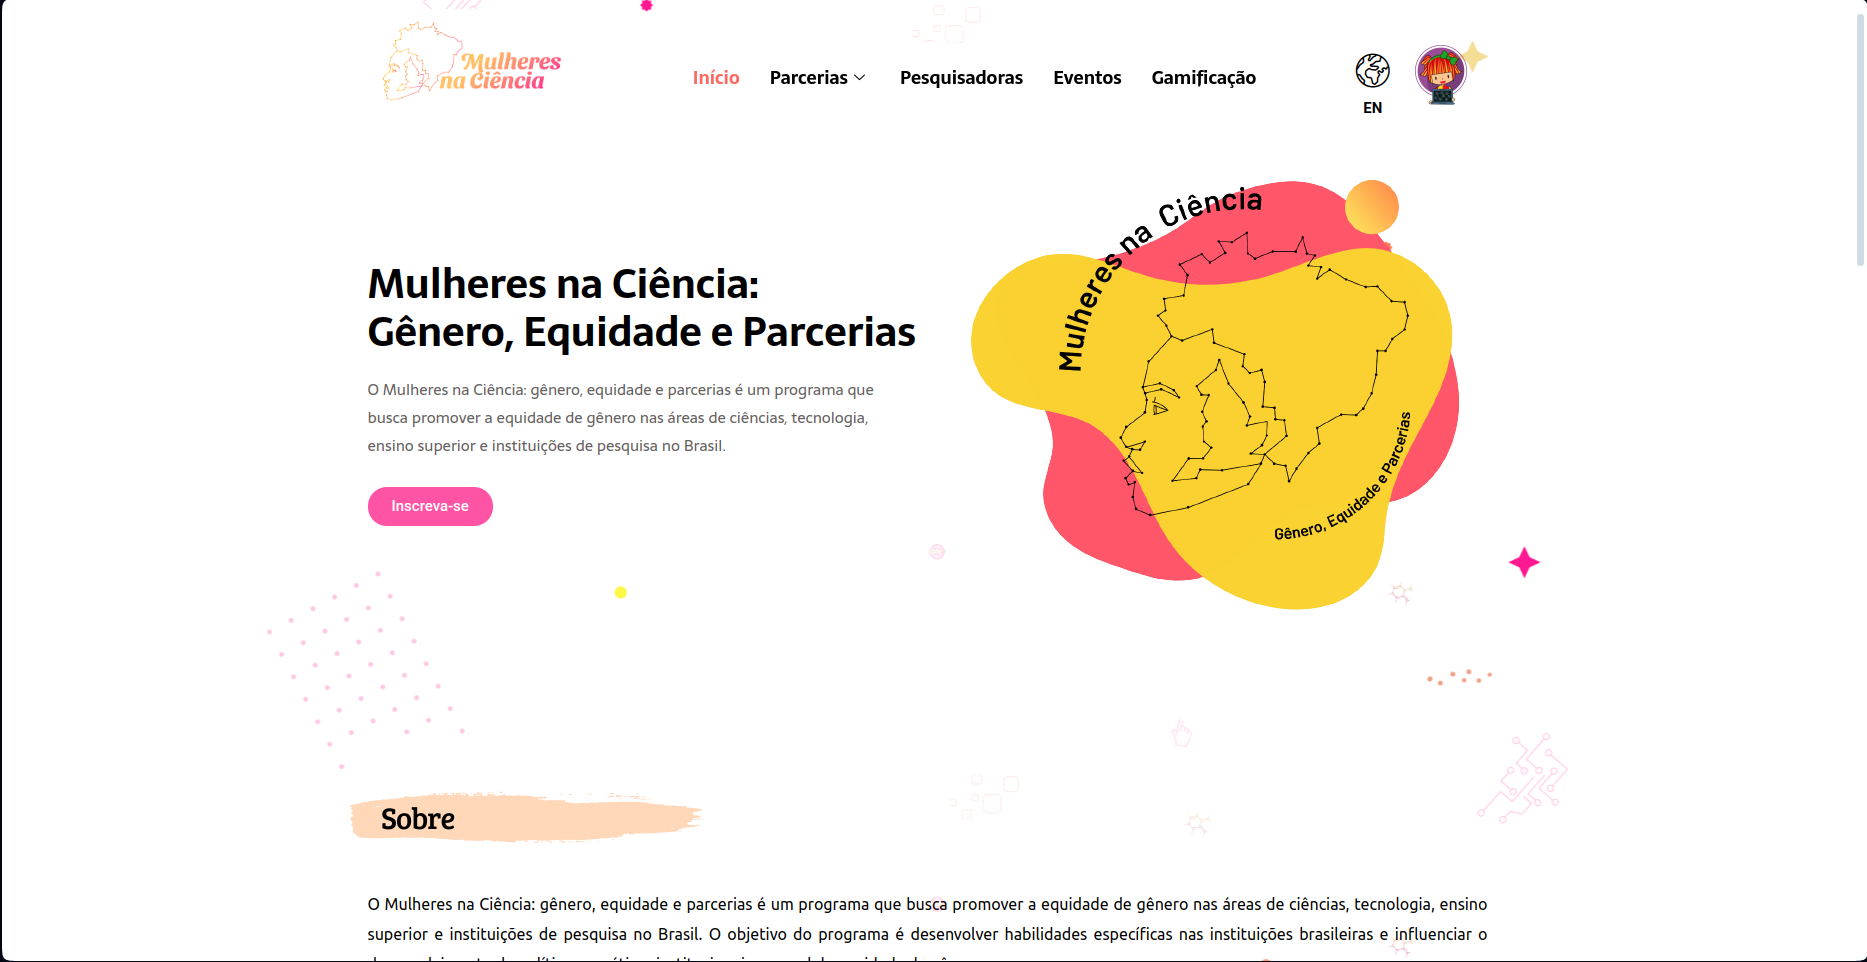 Mulheres
na Ciência
Início
Parcerias
Pesquisadoras
Eventos
Gamificação
EN
Mulheres na Ciência:
Gênero, Equidade e Parcerias
O Mulheres na Ciência: gênero, equidade e parcerias é um programa que
busca promover a equidade de gênero nas áreas de ciências, tecnologia,
ensino superior e instituições de pesquisa no Brasil.
Inscreva-se
Mulheres na Ciência
Gênero, Equidade e Parcerias
Sobre
O Mulheres na Ciência: gênero, equidade e parcerias é um programa que busca promover a equidade de gênero nas áreas de ciências, tecnologia, ensino
superior e instituições de pesquisa no Brasil. O objetivo do programa é desenvolver habilidades específicas nas instituições brasileiras e influenciar o